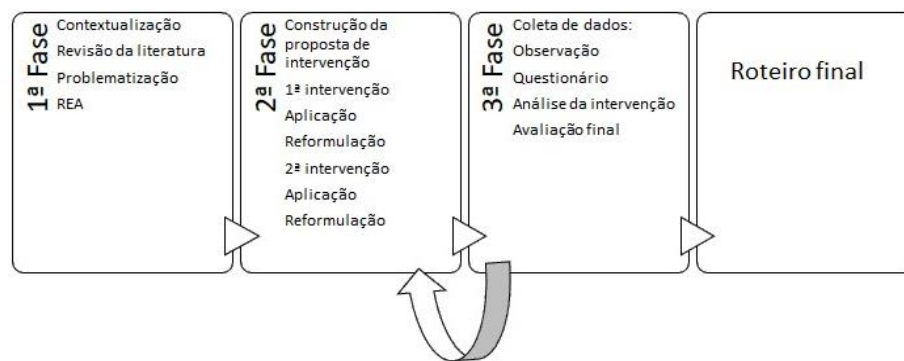 1ª Fase
Contextualização
Revisão da literatura
Problematização
REA
2ª Fase
Construção da
proposta de
intervenção
1ª intervenção
Aplicação
Reformulação
2ª intervenção
Aplicação
Reformulação
3ª Fase
Coleta de dados:
Observação
Questionário
Análise da intervenção
Avaliação final
Roteiro final